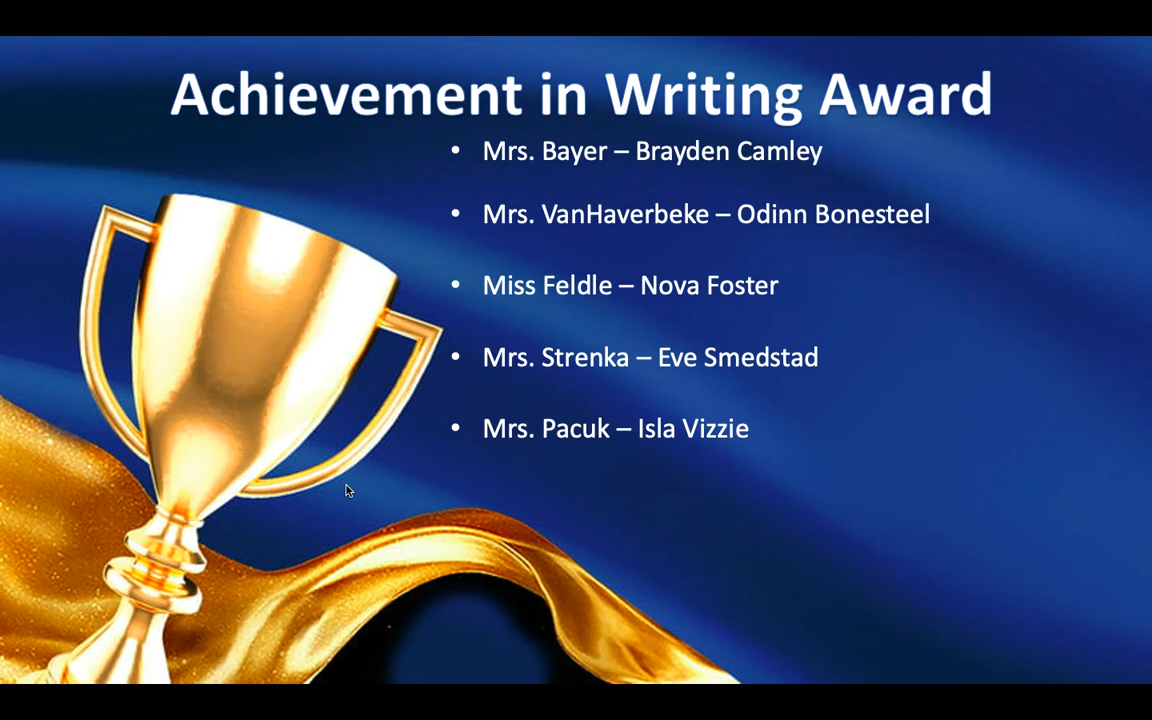 Achievement in Writing Award
• Mrs. Bayer – Brayden Camley
• Mrs. VanHaverbeke – Odinn Bonesteel
• Miss Feldle – Nova Foster
• Mrs. Strenka – Eve Smedstad
• Mrs. Pacuk – Isla Vizzie